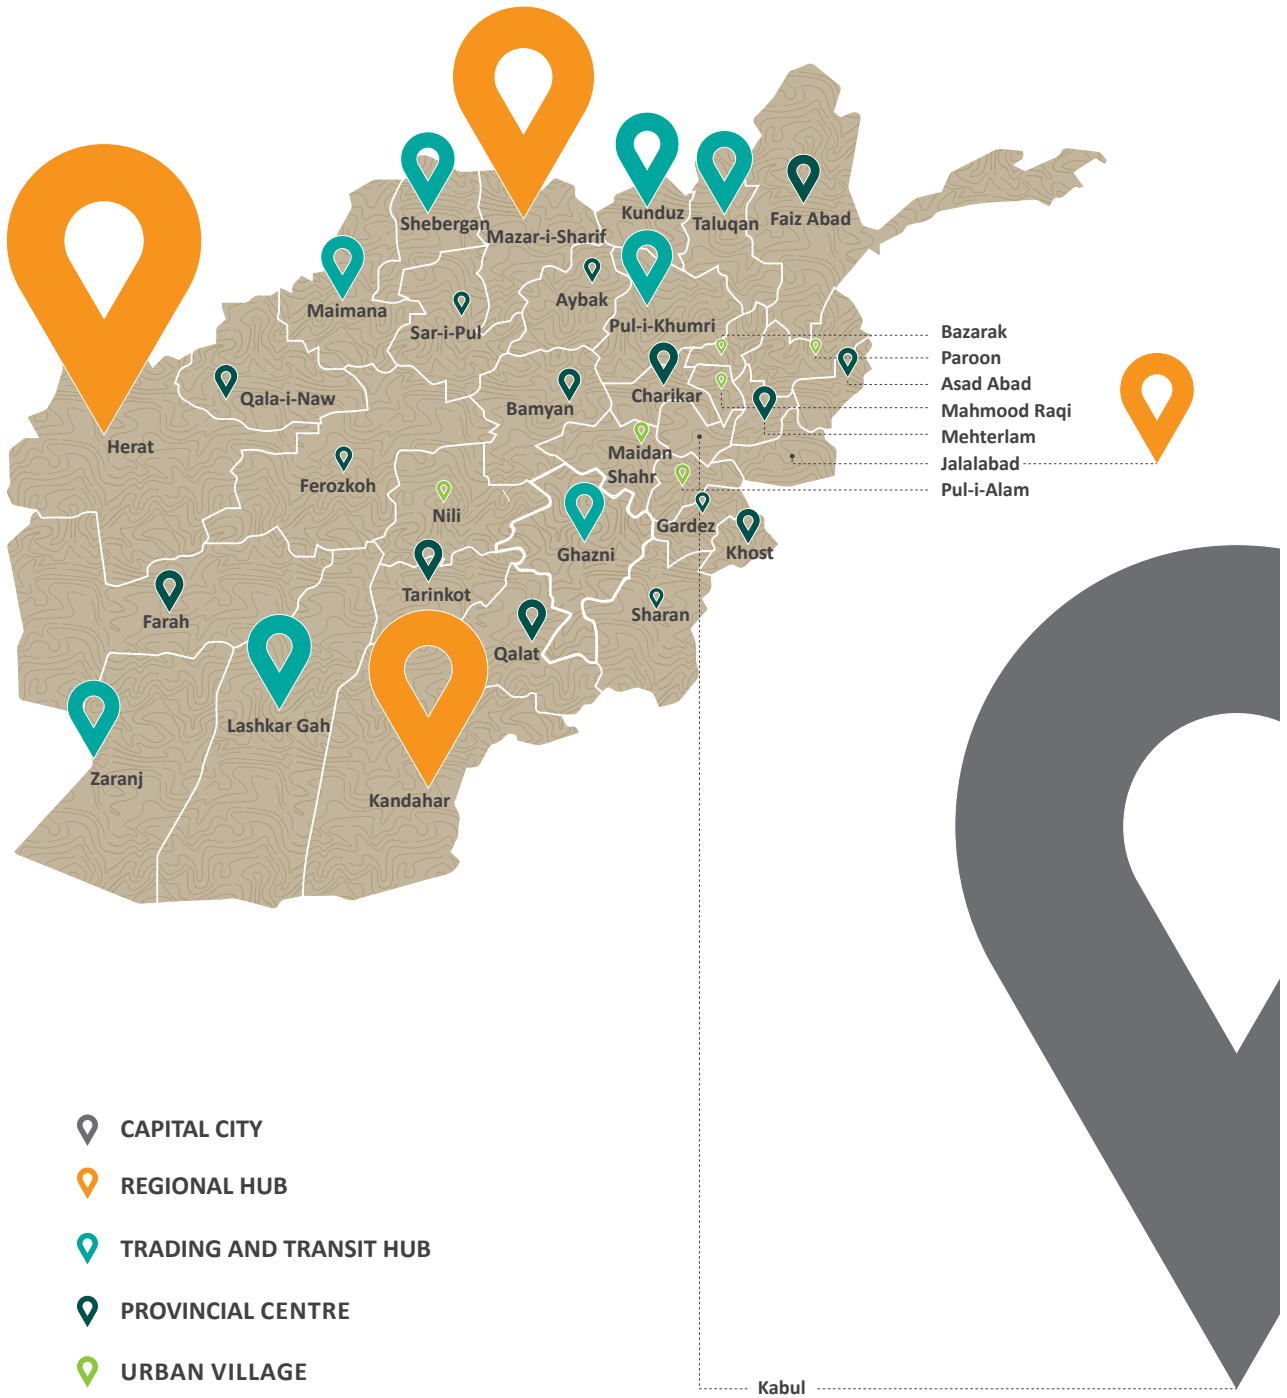 Shebergan
Mazar-i-Sharif
Kunduz
Taluqan
Faiz Abad
Maimana
Sar-i-Pul
Aybak
Pul-i-Khumri
Bazarak
Paroon
Asad Abad
Mahmood Raqi
Mehterlam
Jalalabad
Pul-i-Alam
Qala-i-Naw
Bamyan
Charikar
Herat
Ferozkoh
Maidan
Shahr
Nili
Gardez
Ghazni
Khost
Tarinkot
Farah
Sharan
Qalat
Lashkar Gah
Zaranj
Kandahar
CAPITAL CITY
REGIONAL HUB
TRADING AND TRANSIT HUB
PROVINCIAL CENTRE
URBAN VILLAGE
Kabul